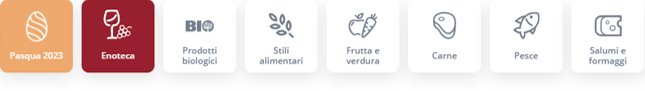 Pasqua 2023
Enoteca
BIO
Prodotti
biologici
Stili
alimentari
Frutta e
verdura
Carne
Pesce
Salumi e
formaggi